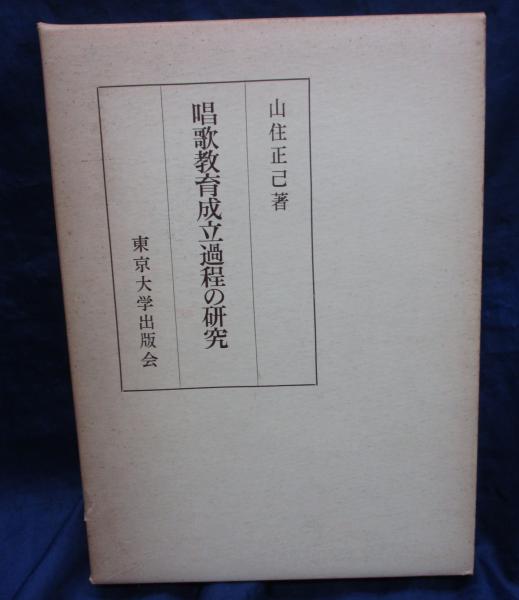 山住正己著
唱歌教育成立過程の研究
東京大学出版会